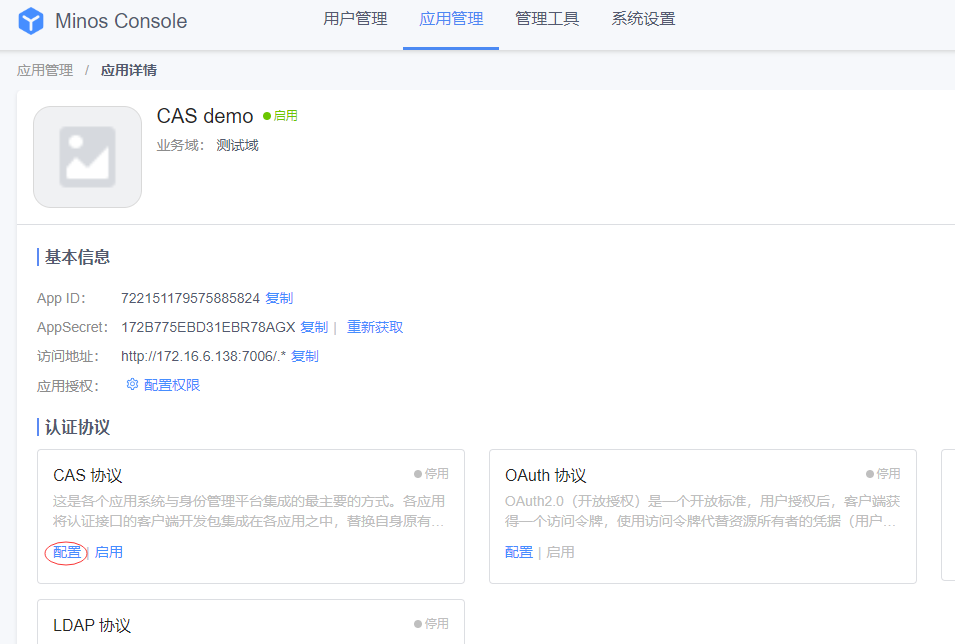 Minos Console 用户管理 应用管理 管理工具 系统设置
应用管理 / 应用详情
CAS demo 启用
业务域： 测试域
基本信息
App ID： 722151179575885824 复制
AppSecret： 172B775EBD31EBR78AGX 复制 | 重新获取
访问地址： http://172.16.6.138:7006/.* 复制
应用授权： 配置权限
认证协议
CAS 协议 停用
这是各个应用系统与身份管理平台集成的最主要的方式。各应用
将认证接口的客户端开发包集成在各应用之中，替换自身原有...
配置 | 启用
OAuth 协议 停用
OAuth2.0（开放授权）是一个开放标准，用户授权后，客户端获
得一个访问令牌，使用访问令牌代替资源所有者的凭据（用户...
配置 | 启用
LDAP 协议 停用